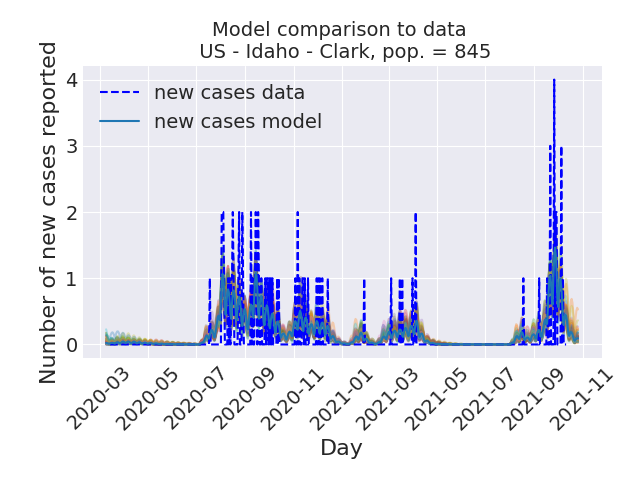 Model comparison to data
US - Idaho - Clark, pop. = 845
Number of new cases reported
4
3
2
1
0
new cases data
new cases model
2020-03
2020-05
2020-07
2020-09
2020-11
2021-01
2021-03
2021-05
2021-07
2021-09
2021-11
Day